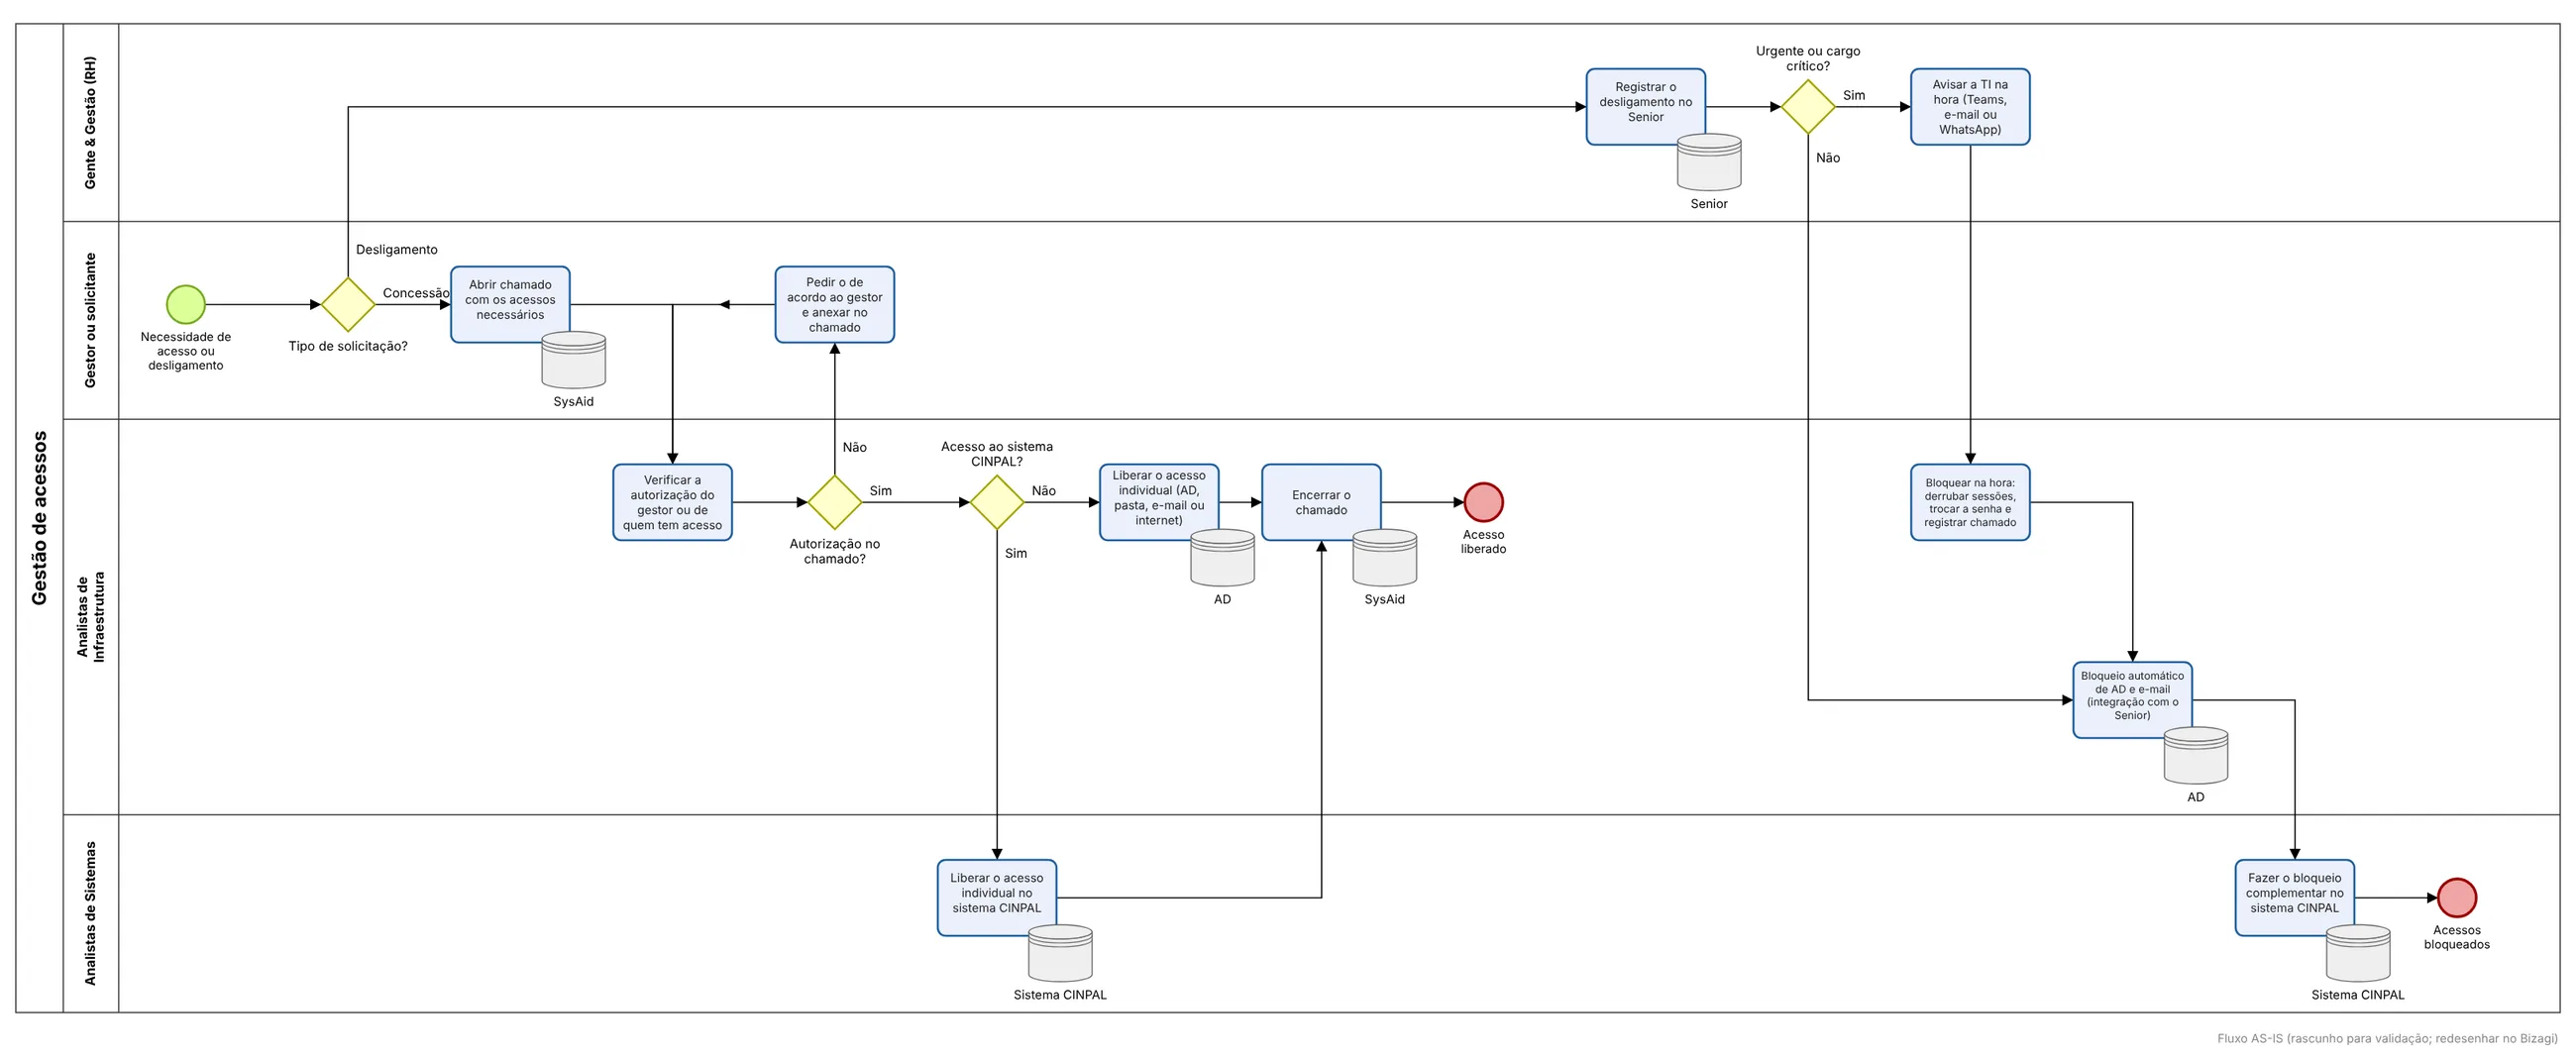 Gestão de acessos
Gente & Gestão (RH)
Registrar o
desligamento no
Senior
Senior
Urgente ou cargo
crítico?
Sim
Não
Avisar a TI na
hora (Teams,
e-mail ou
WhatsApp)
Gestor ou solicitante
Necessidade de
acesso ou
desligamento
Desligamento
Concessão
Tipo de solicitação?
Abrir chamado
com os acessos
necessários
SysAid
Pedir o de
acordo ao gestor
e anexar no
chamado
Analistas de
Infraestrutura
Verificar a
autorização do
gestor ou de
quem tem acesso
Não
Sim
Autorização no
chamado?
Acesso ao sistema
CINPAL?
Não
Sim
Liberar o acesso
individual (AD,
pasta, e-mail ou
internet)
AD
Encerrar o
chamado
SysAid
Acesso
liberado
Bloquear na hora:
derrubar sessões,
trocar a senha e
registrar chamado
Bloqueio automático
de AD e e-mail
(integração com o
Senior)
AD
Analistas de Sistemas
Liberar o acesso
individual no
sistema CINPAL
Sistema CINPAL
Fazer o bloqueio
complementar no
sistema CINPAL
Sistema CINPAL
Acessos
bloqueados
Fluxo AS-IS (rascunho para validação; redesenhar no Bizagi)